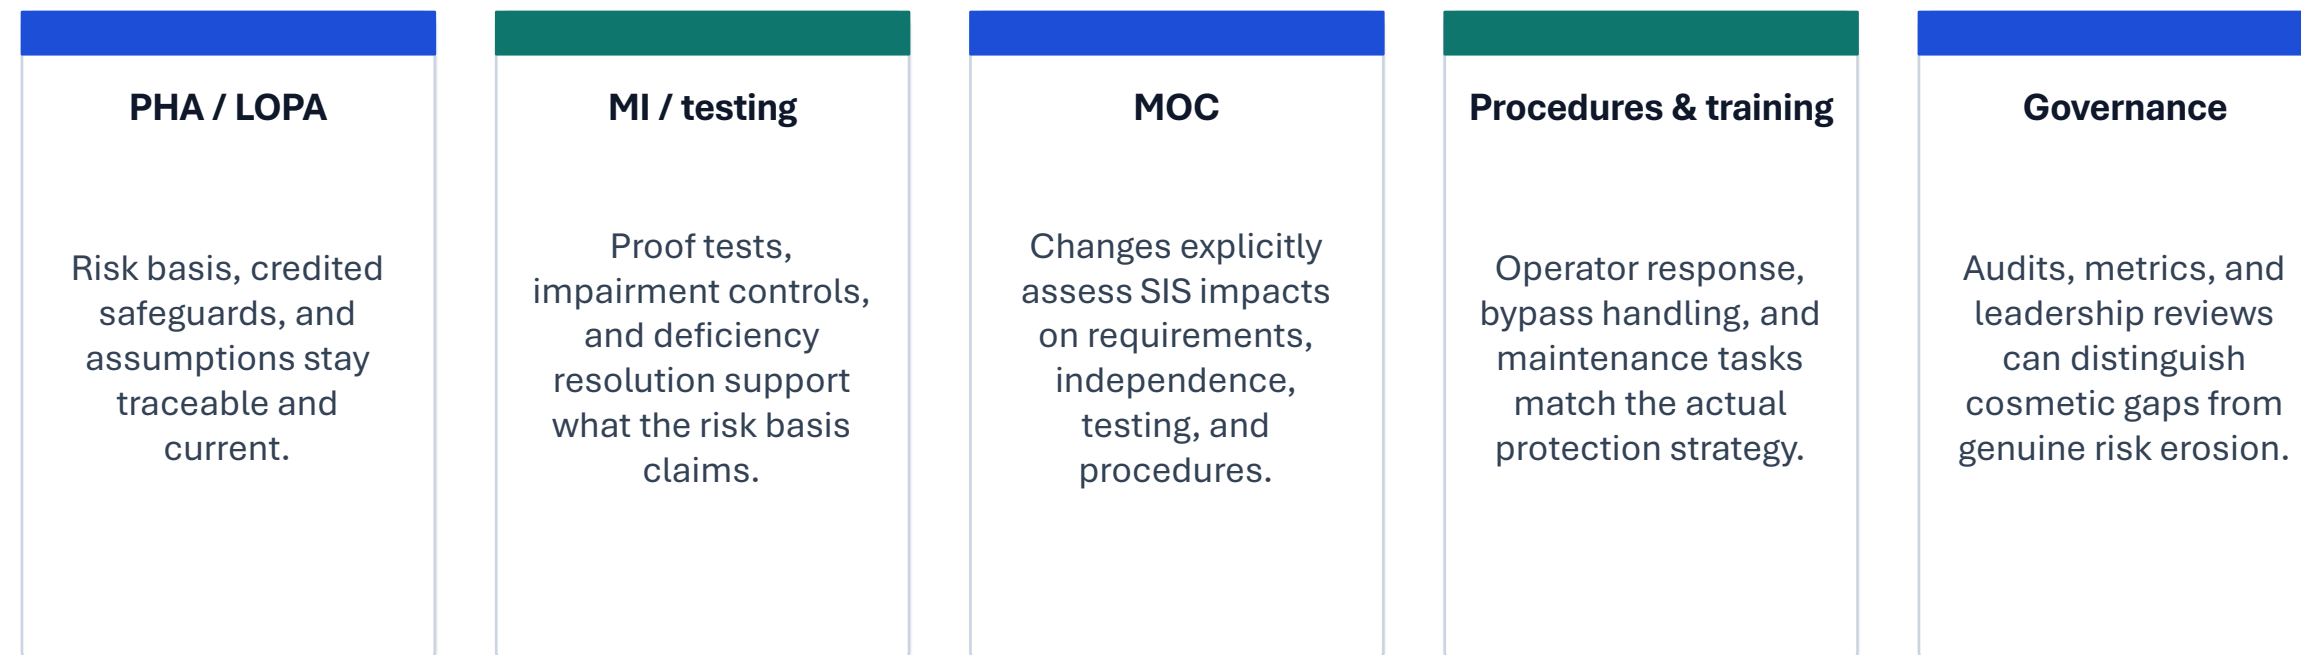 PHA / LOPA
Risk basis, credited
safeguards, and
assumptions stay
traceable and
current.
MI / testing
Proof tests,
impairment controls,
and deficiency
resolution support
what the risk basis
claims.
MOC
Changes explicitly
assess SIS impacts
on requirements,
independence,
testing, and
procedures.
Procedures & training
Operator response,
bypass handling, and
maintenance tasks
match the actual
protection strategy.
Governance
Audits, metrics, and
leadership reviews
can distinguish
cosmetic gaps from
genuine risk erosion.